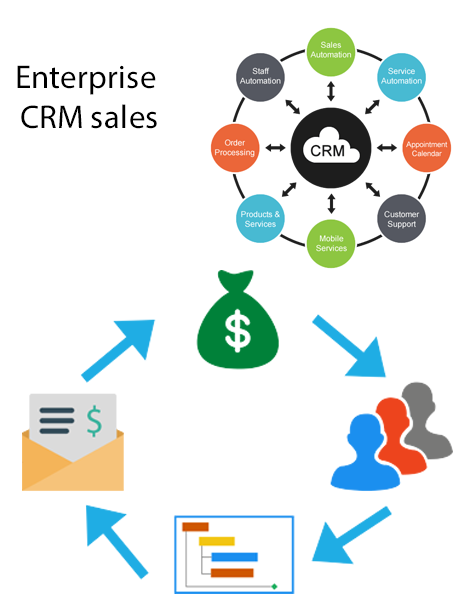 Enterprise
CRM sales
Sales
Automation
Staff
Automation
Service
Automation
Order
Processing
CRM
Appointment
Calendar
Products &
Services
Customer
Support
Mobile
Services
$
$